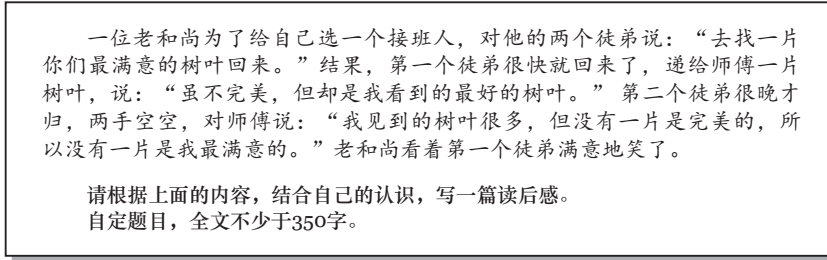 一位老和尚为了给自己选一个接班人，对他的两个徒弟说：“去找一片
你们最满意的树叶回来。”结果，第一个徒弟很快就回来了，递给师傅一片
树叶，说：“虽不完美，但却是我看到的最好的树叶。” 第二个徒弟很晚才
归，两手空空，对师傅说：“我见到的树叶很多，但没有一片是完美的，所
以没有一片是我最满意的。”老和尚看着第一个徒弟满意地笑了。
请根据上面的内容，结合自己的认识，写一篇读后感。
自定题目，全文不少于350字。